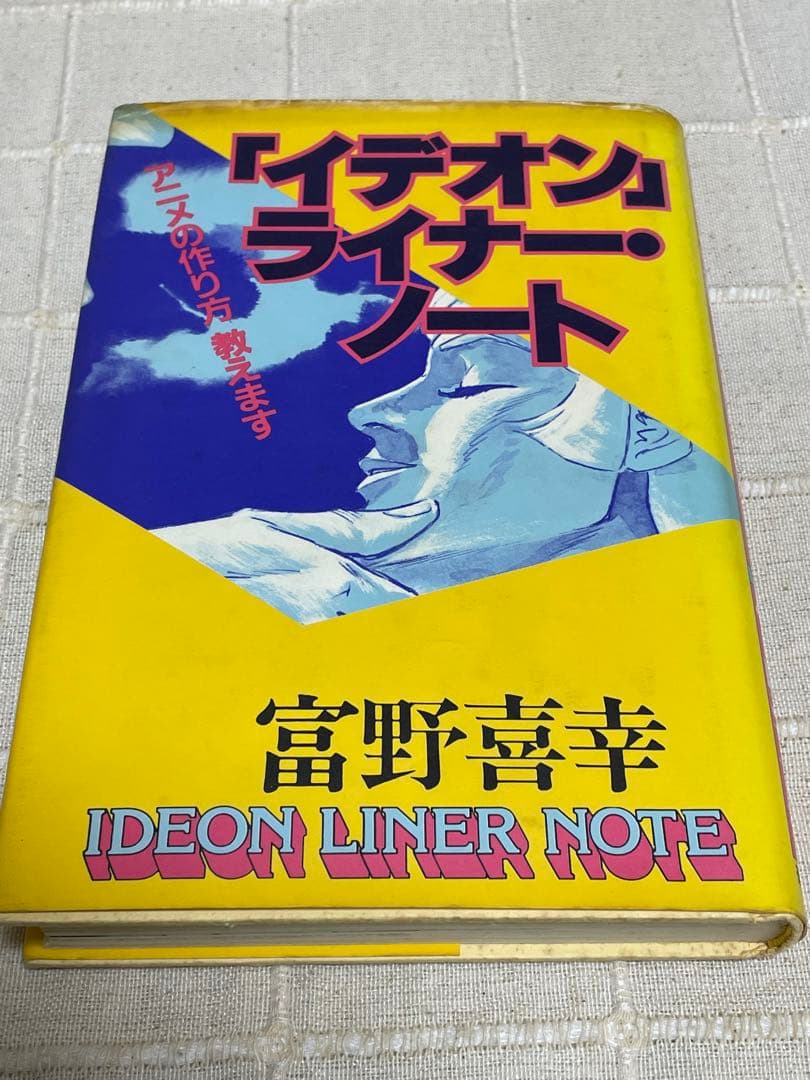 「イデオン」
ライナー・
ノート
アニメの作り方 教えます
富野喜幸
IDEON LINER NOTE